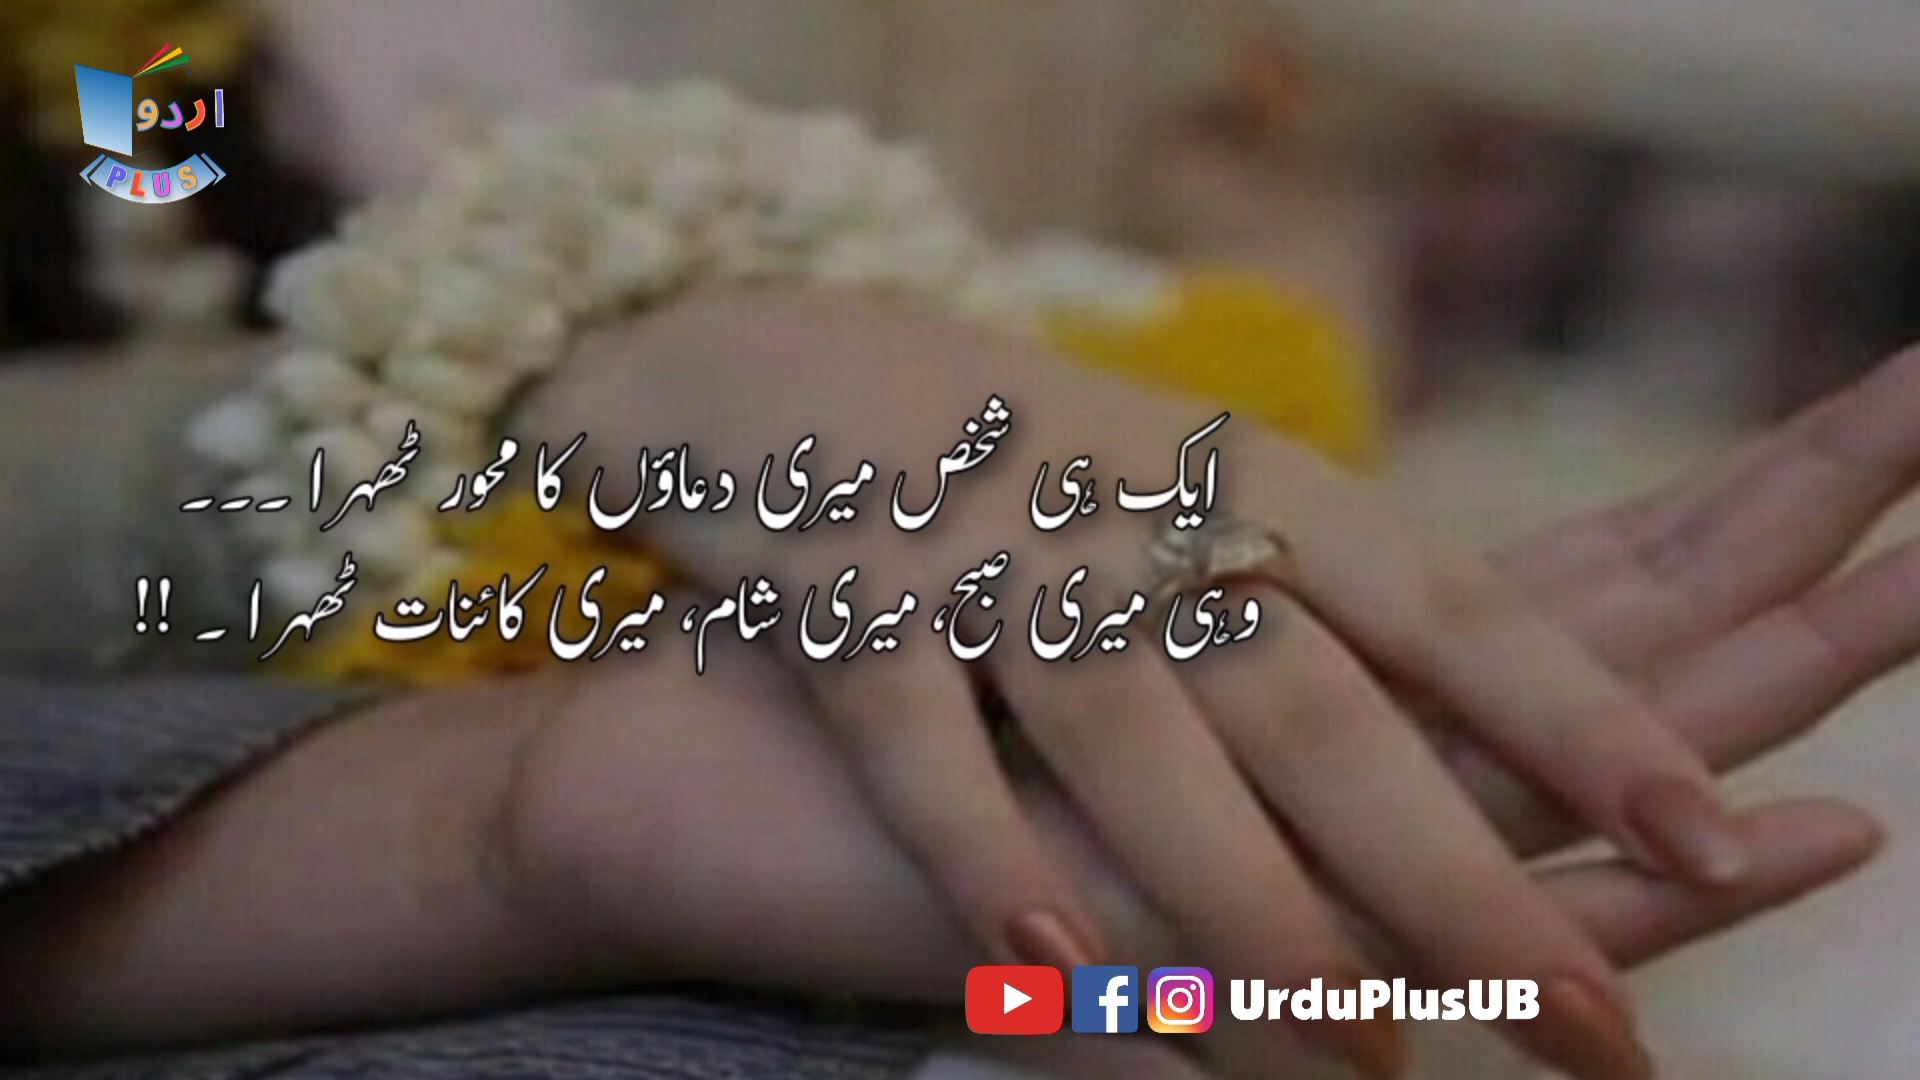 اردو
PLUS
ایک ہی شخص میری دعاؤں کا محور ٹھہرا ۔۔۔
وہی میری صبح، میری شام، میری کائنات ٹھہرا ۔ !!
UrduPlusUB